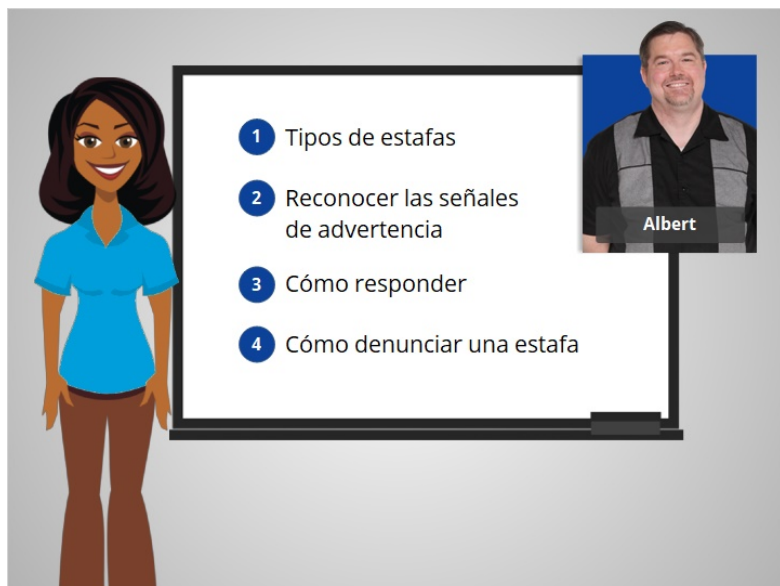 1 Tipos de estafas
2 Reconocer las señales
de advertencia
3 Cómo responder
4 Cómo denunciar una estafa
Albert